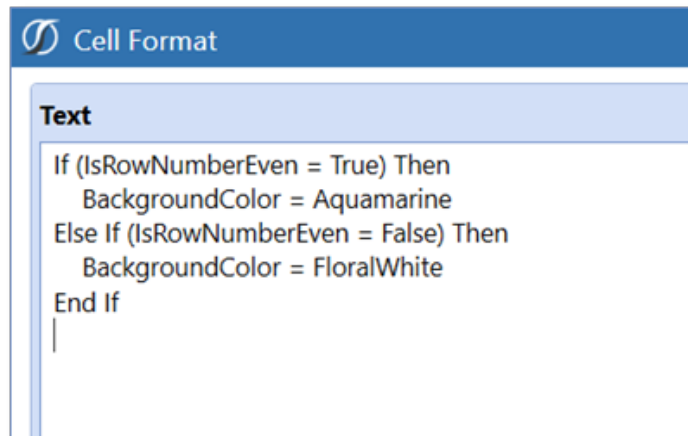 Cell Format
Text
If (IsRowNumberEven = True) Then
BackgroundColor = Aquamarine
Else If (IsRowNumberEven = False) Then
BackgroundColor = FloralWhite
End If